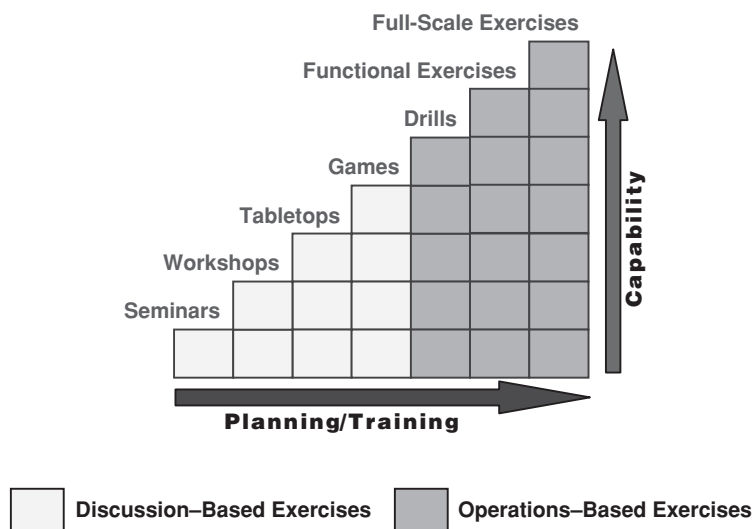 Full-Scale Exercises
Functional Exercises
Drills
Games
Tabletops
Workshops
Seminars
Capability
Planning/Training
Discussion–Based Exercises
Operations–Based Exercises